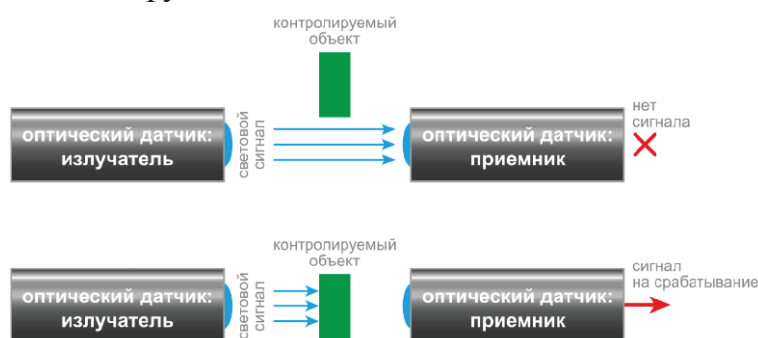 контролируемый
объект
оптический датчик:
излучатель
световой
сигнал
оптический датчик:
приемник
нет
сигнала
контролируемый
объект
оптический датчик:
излучатель
световой
сигнал
оптический датчик:
приемник
сигнал
на срабатывание